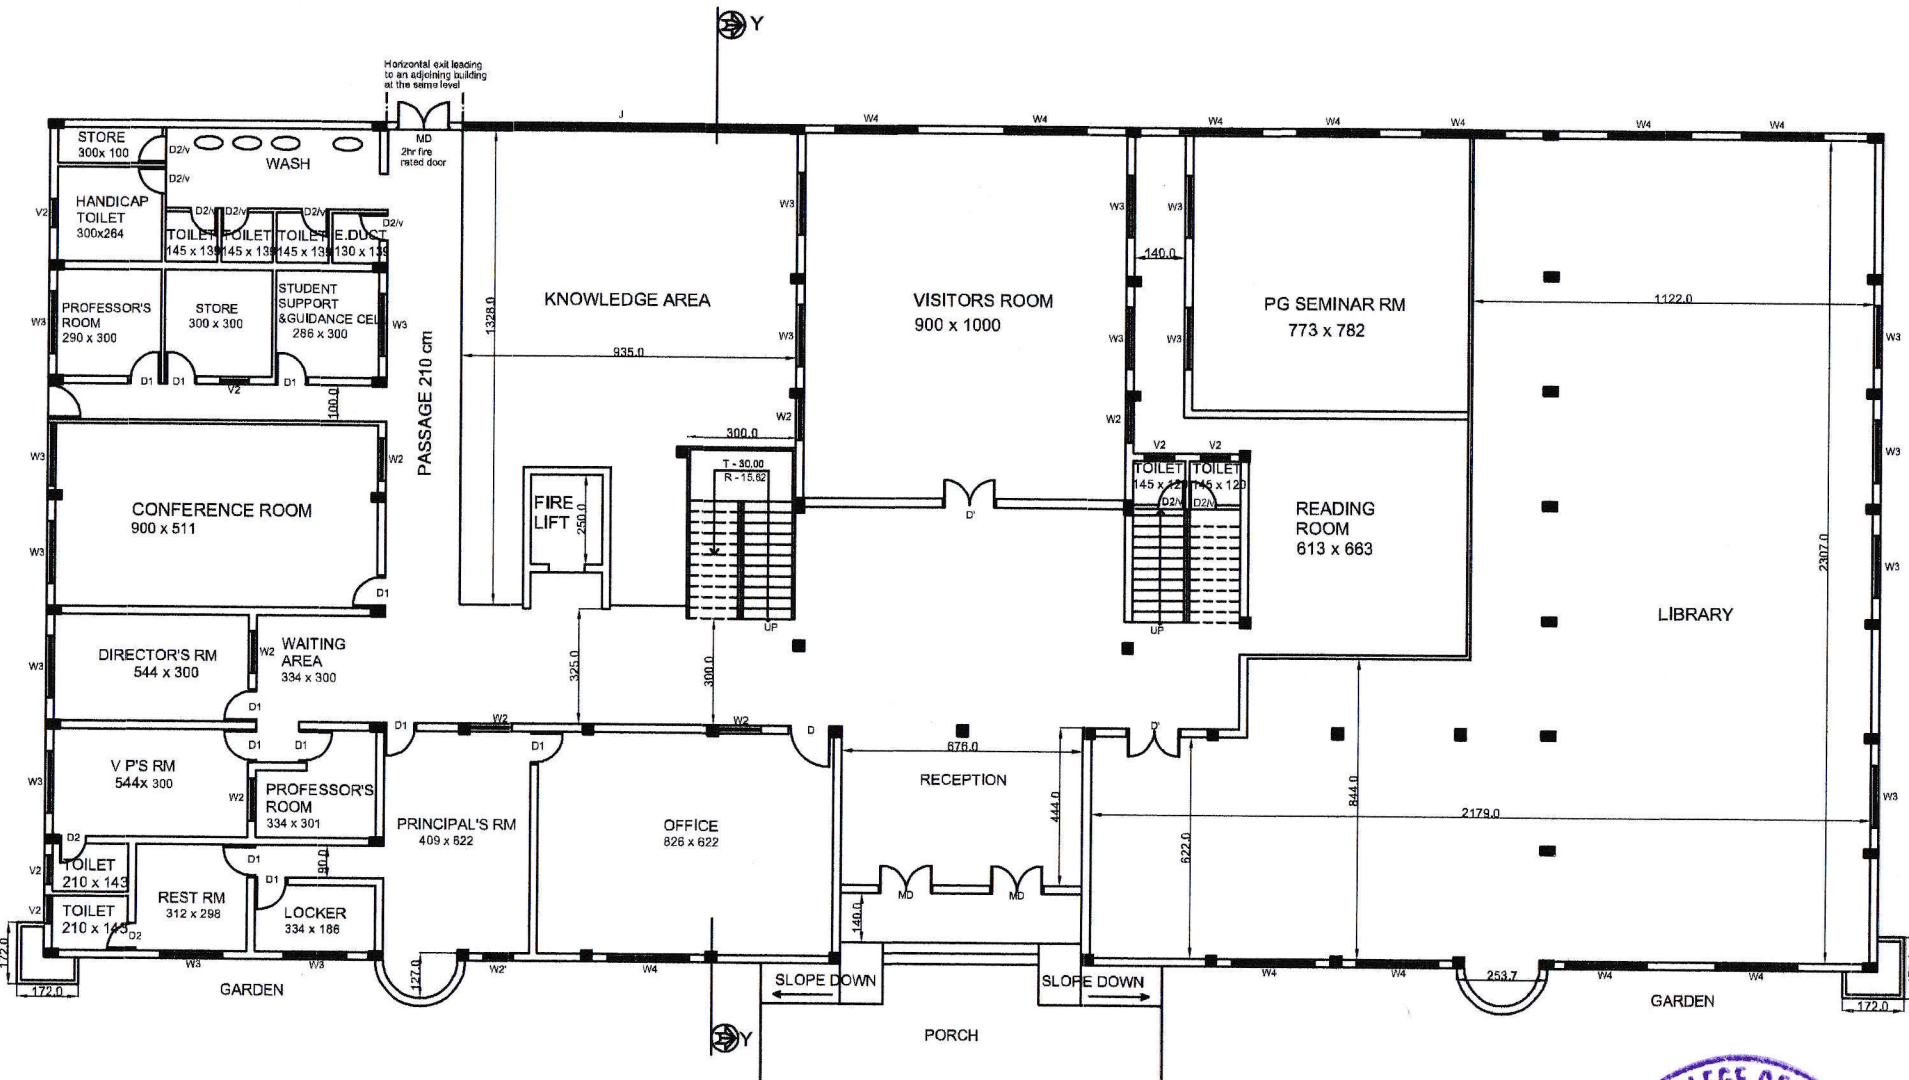 Y
Horizontal exit leading
to an adjoining building
at the same level
MD
2hr fire
rated door
J
W4
W4
W4
W4
W4
W4
W4
STORE
300x 100
D2/v
D2/v
WASH
HANDICAP
TOILET
300x264
V2
D2/v
D2/v
D2/v
D2/v
TOILET
145 x 139
TOILET
145 x 139
TOILET
145 x 139
E.DUCT
130 x 139
PROFESSOR'S
ROOM
290 x 300
STORE
300 x 300
STUDENT
SUPPORT
&GUIDANCE CELL
286 x 300
W3
W3
D1
D1
V2
D1
100.0
PASSAGE 210 cm
1328.0
KNOWLEDGE AREA
935.0
W3
W3
W2
300.0
T - 30.00
R - 15.62
UP
FIRE
LIFT
250.0
VISITORS ROOM
900 x 1000
D'
W3
W3
W2
W3
W3
140.0
PG SEMINAR RM
773 x 782
V2
V2
TOILET
145 x 120
TOILET
145 x 120
D2/v
D2/v
UP
READING
ROOM
613 x 663
1122.0
2307.0
LIBRARY
W3
W3
W3
W3
W3
W3
W2
CONFERENCE ROOM
900 x 511
D1
DIRECTOR'S RM
544 x 300
W3
W2
D1
WAITING
AREA
334 x 300
325.0
300.0
D1
W2
W2
D
D'
V P'S RM
544x 300
W3
D1
D1
W2
PROFESSOR'S
ROOM
334 x 301
D1
PRINCIPAL'S RM
409 x 622
OFFICE
826 x 622
676.0
RECEPTION
444.0
622.0
844.0
2179.0
D2
TOILET
210 x 143
V2
TOILET
210 x 143
V2
D2
REST RM
312 x 298
D1
D1
90.0
LOCKER
334 x 186
MD
MD
140.0
172.0
172.0
W3
W3
127.0
W2'
W4
SLOPE DOWN
SLOPE DOWN
W4
W4
253.7
W4
W4
172.0
GARDEN
GARDEN
Y
PORCH